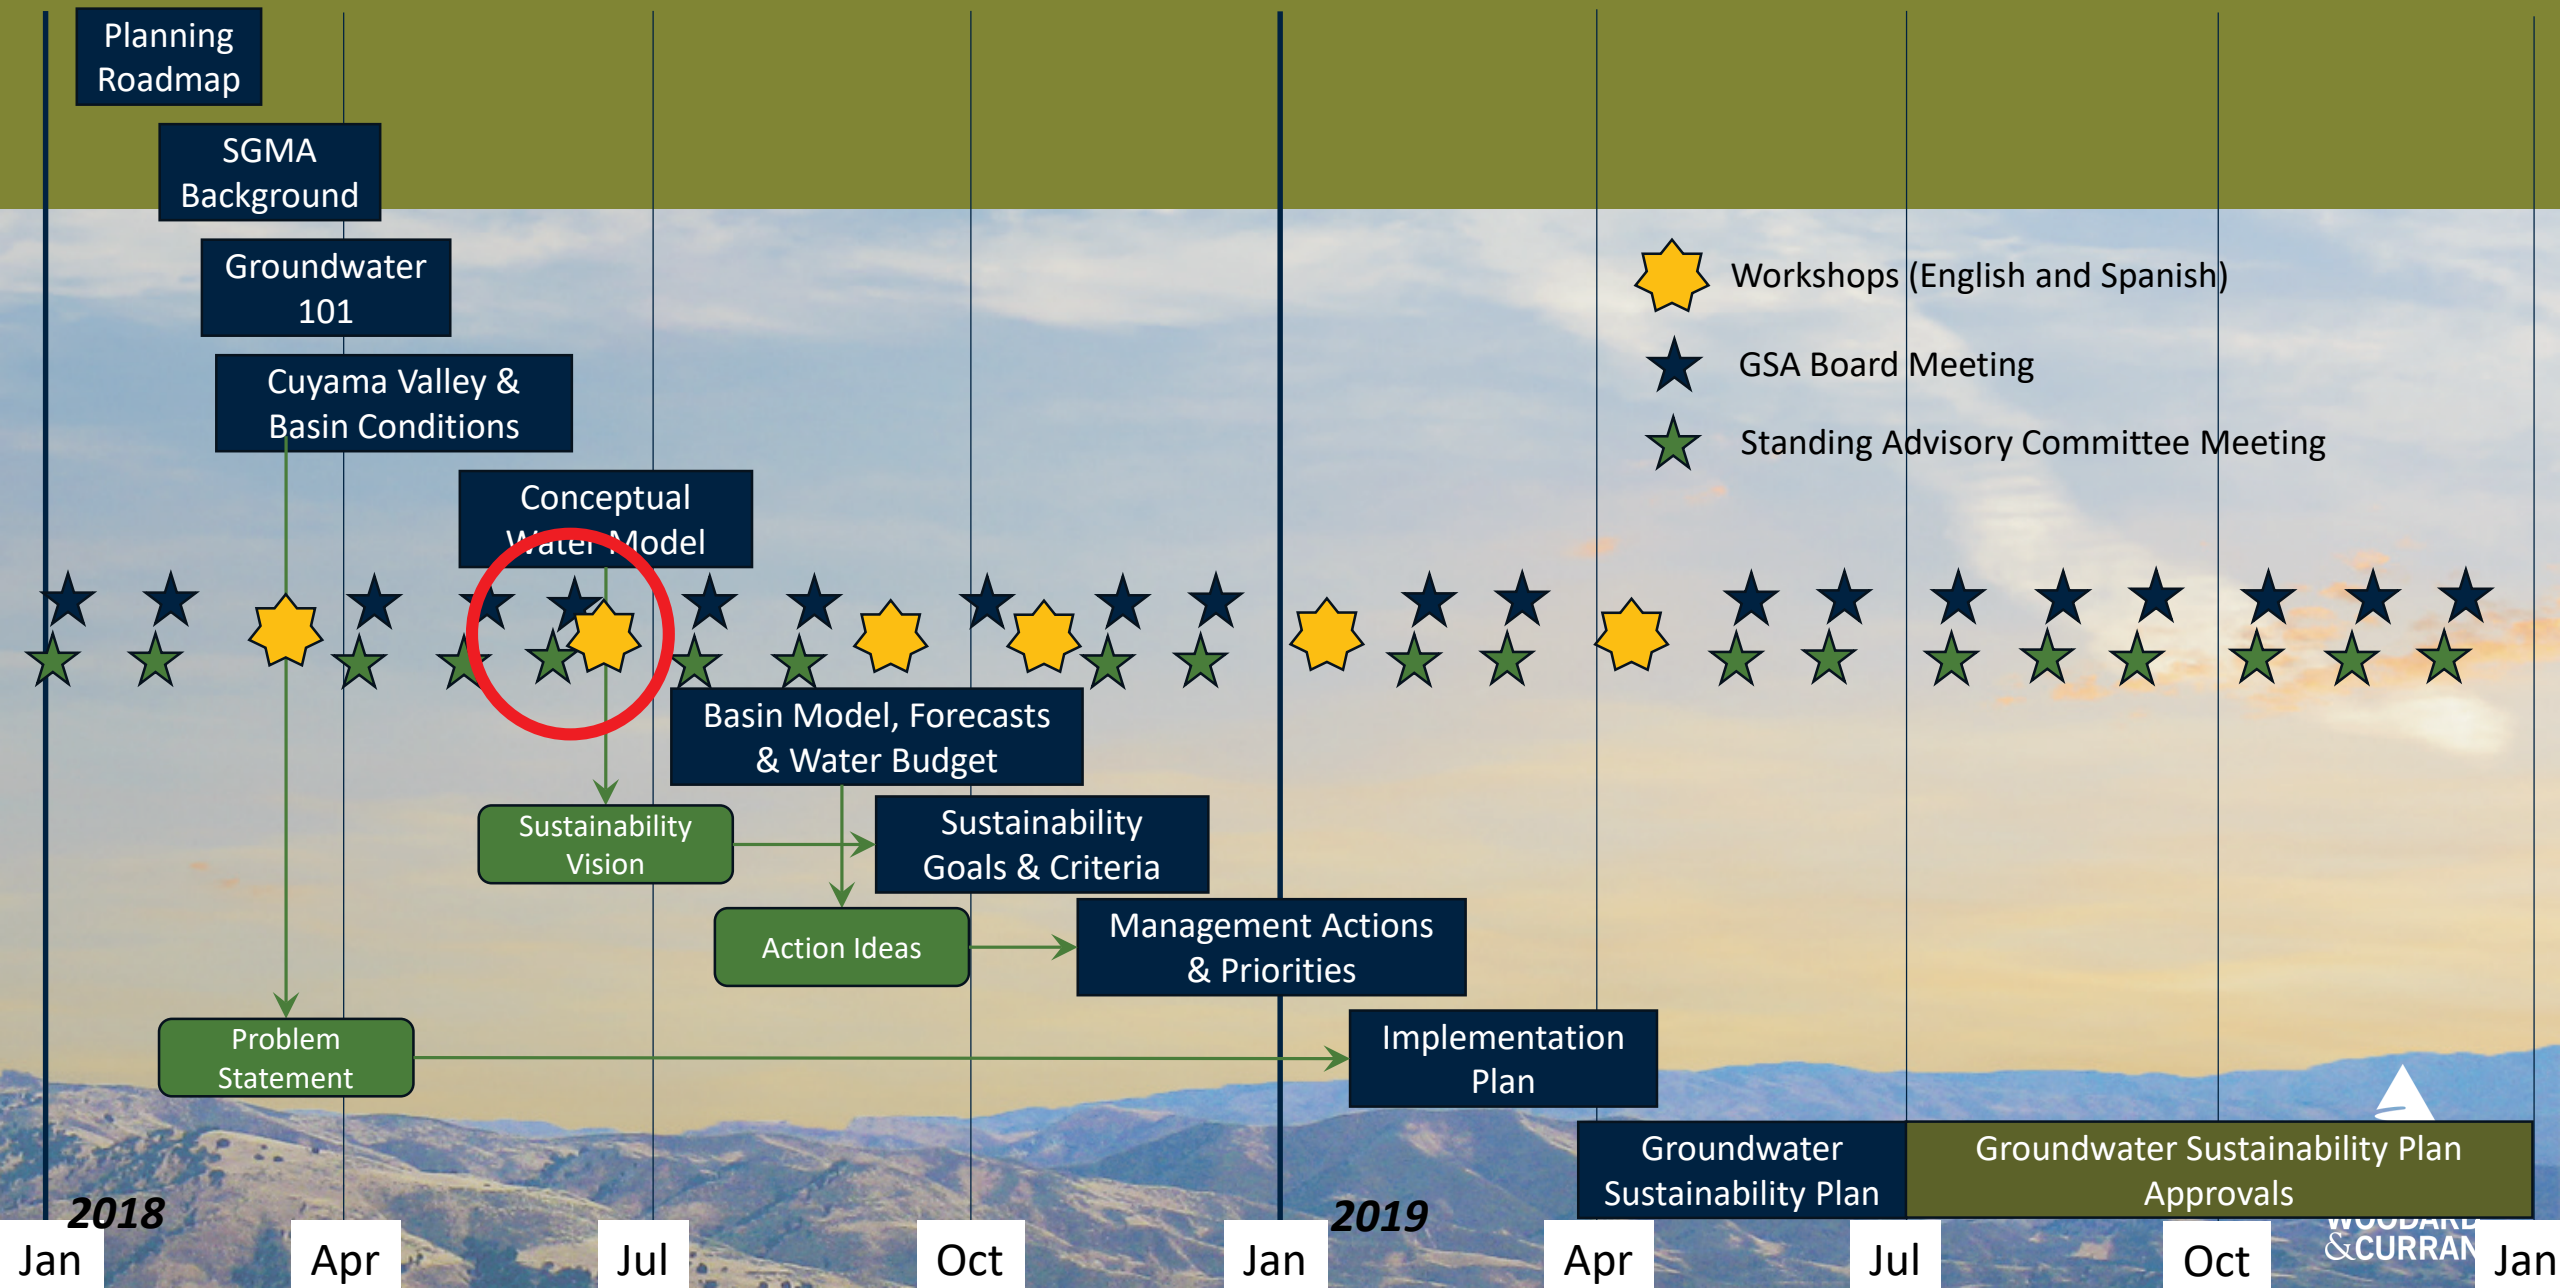 Planning
Roadmap
SGMA
Background
Groundwater
101
Cuyama Valley &
Basin Conditions
Conceptual
Water Model
Workshops (English and Spanish)
GSA Board Meeting
Standing Advisory Committee Meeting
Basin Model, Forecasts
& Water Budget
Sustainability
Vision
Sustainability
Goals & Criteria
Action Ideas
Management Actions
& Priorities
Problem
Statement
Implementation
Plan
Groundwater
Sustainability Plan
Groundwater Sustainability Plan
Approvals
2018
2019
WOODARD
&CURRAN
Jan
Apr
Jul
Oct
Jan
Apr
Jul
Oct
Jan